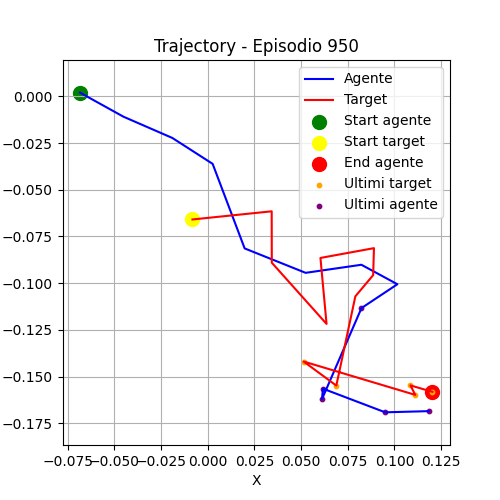 Trajectory - Episodio 950
Agente
Target
Start agente
Start target
End agente
Ultimi target
Ultimi agente
0.000
−0.025
−0.050
−0.075
−0.100
−0.125
−0.150
−0.175
−0.075 −0.050 −0.025 0.000 0.025 0.050 0.075 0.100 0.125
X